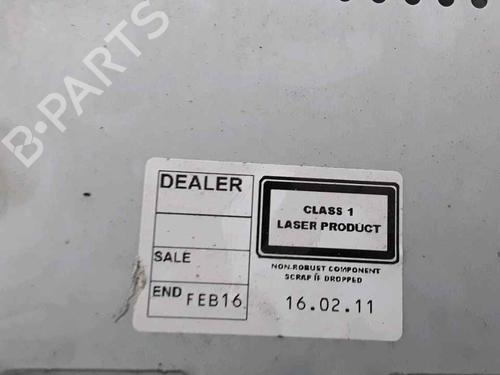 B-PARTS
DEALER
CLASS 1
LASER PRODUCT
SALE
NON-ROBUST COMPONENT
SCRAP IF DROPPED
END FEB16
16.02.11